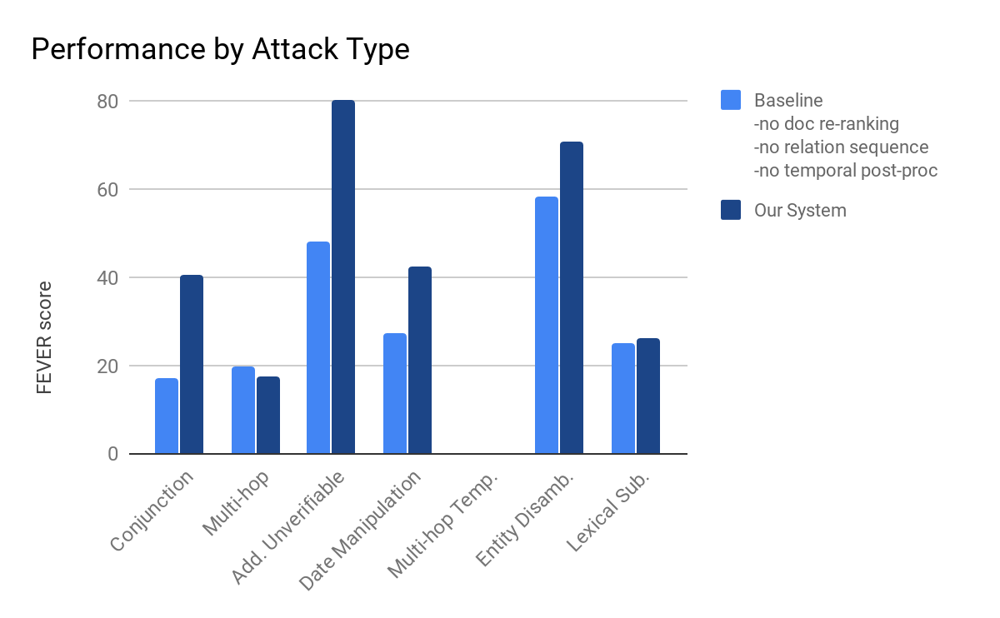 Performance by Attack Type
FEVER score
80
60
40
20
0
Conjunction
Multi-hop
Add. Unverifiable
Date Manipulation
Multi-hop Temp.
Entity Disamb.
Lexical Sub.
Baseline
-no doc re-ranking
-no relation sequence
-no temporal post-proc
Our System